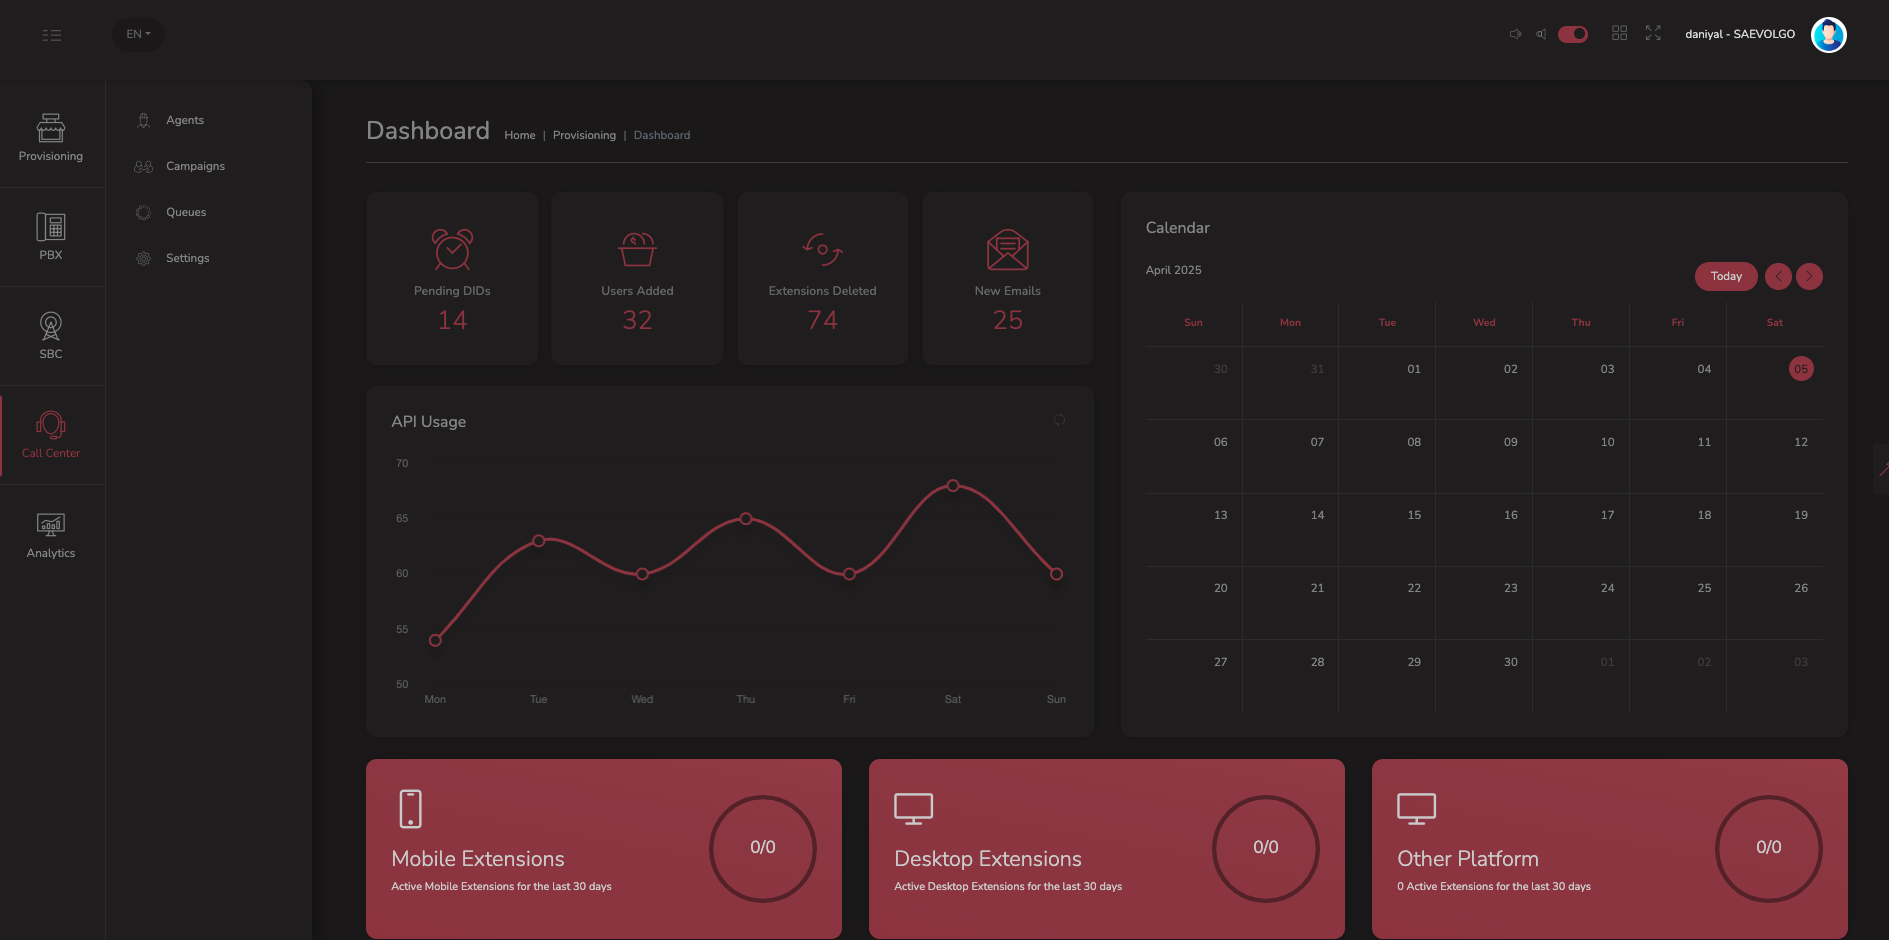 EN
daniyal - SAEVOLGO
Provisioning
PBX
SBC
Call Center
Analytics
Agents
Campaigns
Queues
Settings
Dashboard
Home | Provisioning | Dashboard
Pending DIDs
14
Users Added
32
Extensions Deleted
74
New Emails
25
API Usage
70
65
60
55
50
Mon Tue Wed Thu Fri Sat Sun
Calendar
April 2025
Today
Sun Mon Tue Wed Thu Fri Sat
30 31 01 02 03 04 05
06 07 08 09 10 11 12
13 14 15 16 17 18 19
20 21 22 23 24 25 26
27 28 29 30 01 02 03
Mobile Extensions
Active Mobile Extensions for the last 30 days
0/0
Desktop Extensions
Active Desktop Extensions for the last 30 days
0/0
Other Platform
0 Active Extensions for the last 30 days
0/0